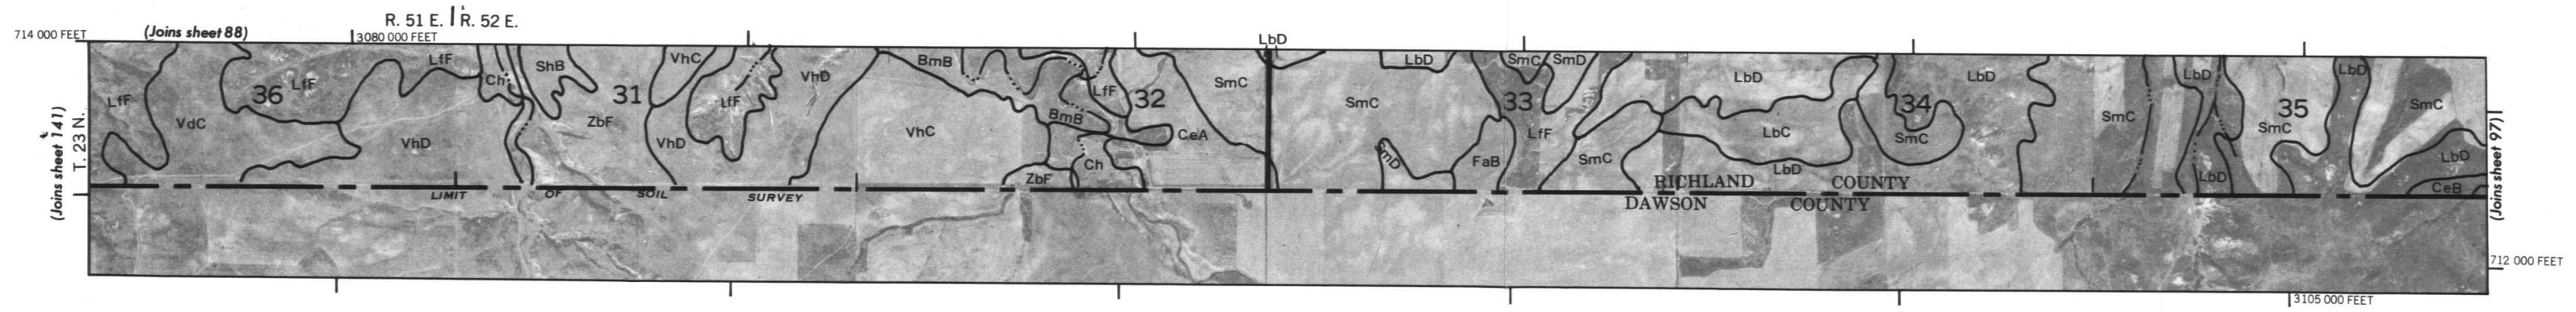 R. 51 E. R. 52 E.
714 000 FEET
(Joins sheet 88)
3080 000 FEET
LbD
LfF
VdC
36
LfF
LfF
VhD
Ch
ShB
ZbF
31
VhC
VhD
LfF
VhD
BmB
VhC
BmB
LfF
32
CeA
Ch
ZbF
SmC
SmC
LbD
SmD
FaB
SmC
SmD
33
LfF
SmC
LbD
LbC
LbD
34
SmC
LbD
SmC
LbD
LbD
35
SmC
LbD
SmC
LbD
CeB
(Joins sheet 141)
T. 23 N.
(Joins sheet 97)
LIMIT OF SOIL SURVEY
RICHLAND COUNTY
DAWSON COUNTY
712 000 FEET
3105 000 FEET